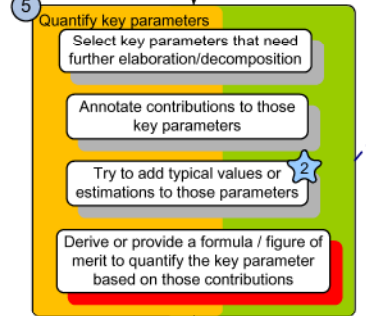 5
Quantify key parameters
Select key parameters that need
further elaboration/decomposition
Annotate contributions to those
key parameters
Try to add typical values or
estimations to those parameters
2
Derive or provide a formula / figure of
merit to quantify the key parameter
based on those contributions